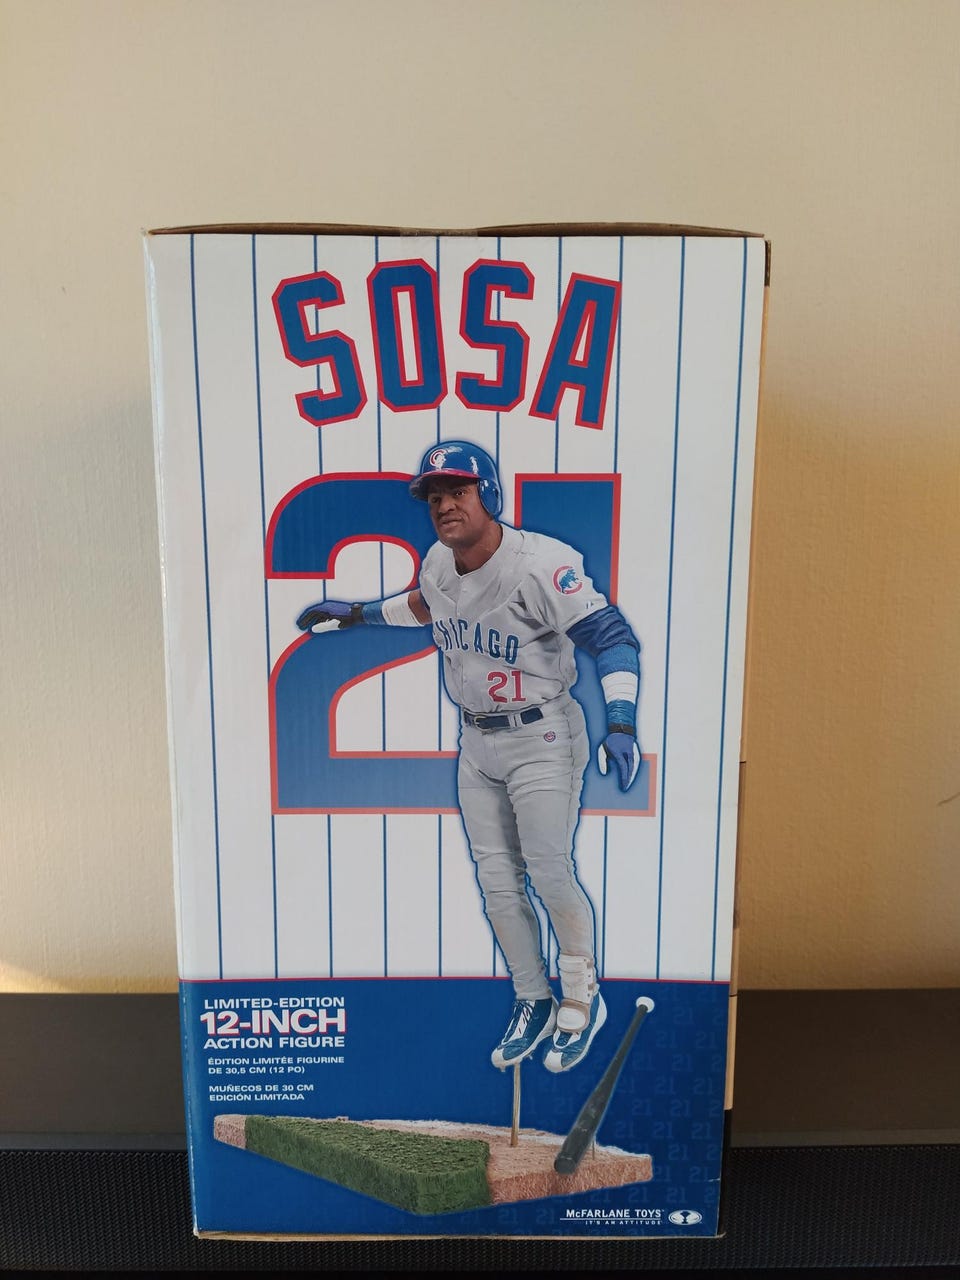 SOSA
21
C
CHICAGO
21
LIMITED-EDITION
12-INCH
ACTION FIGURE
ÉDITION LIMITÉE FIGURINE
DE 30,5 CM (12 PO)
MUÑECOS DE 30 CM
EDICIÓN LIMITADA
McFARLANE TOYS™
IT'S AN ATTITUDE